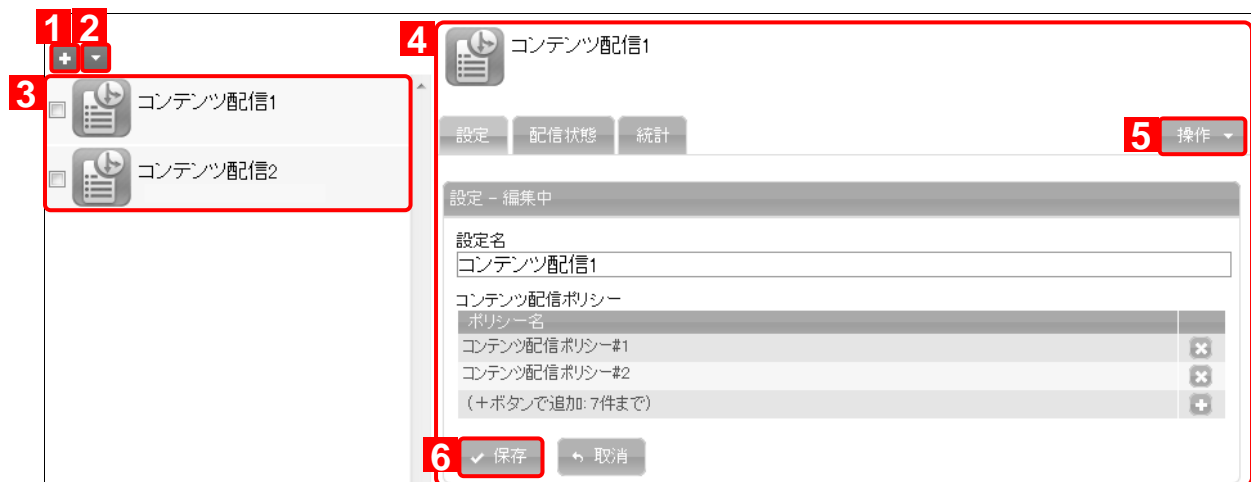 1 2
3
コンテンツ配信1
コンテンツ配信2
4
コンテンツ配信1
設定 配信状態 統計
5 操作
設定 - 編集中
設定名
コンテンツ配信1
コンテンツ配信ポリシー
ポリシー名
コンテンツ配信ポリシー#1
コンテンツ配信ポリシー#2
(+ボタンで追加: 7件まで)
6 保存 取消